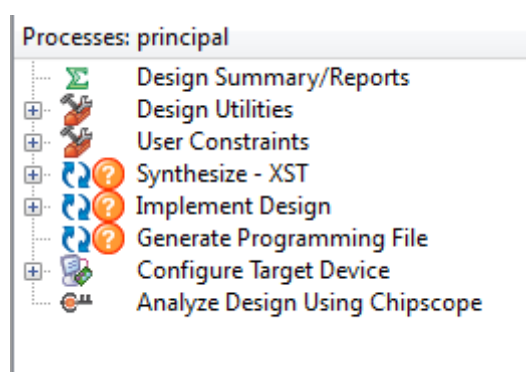 Processes: principal
Design Summary/Reports
Design Utilities
User Constraints
Synthesize - XST
Implement Design
Generate Programming File
Configure Target Device
Analyze Design Using Chipscope